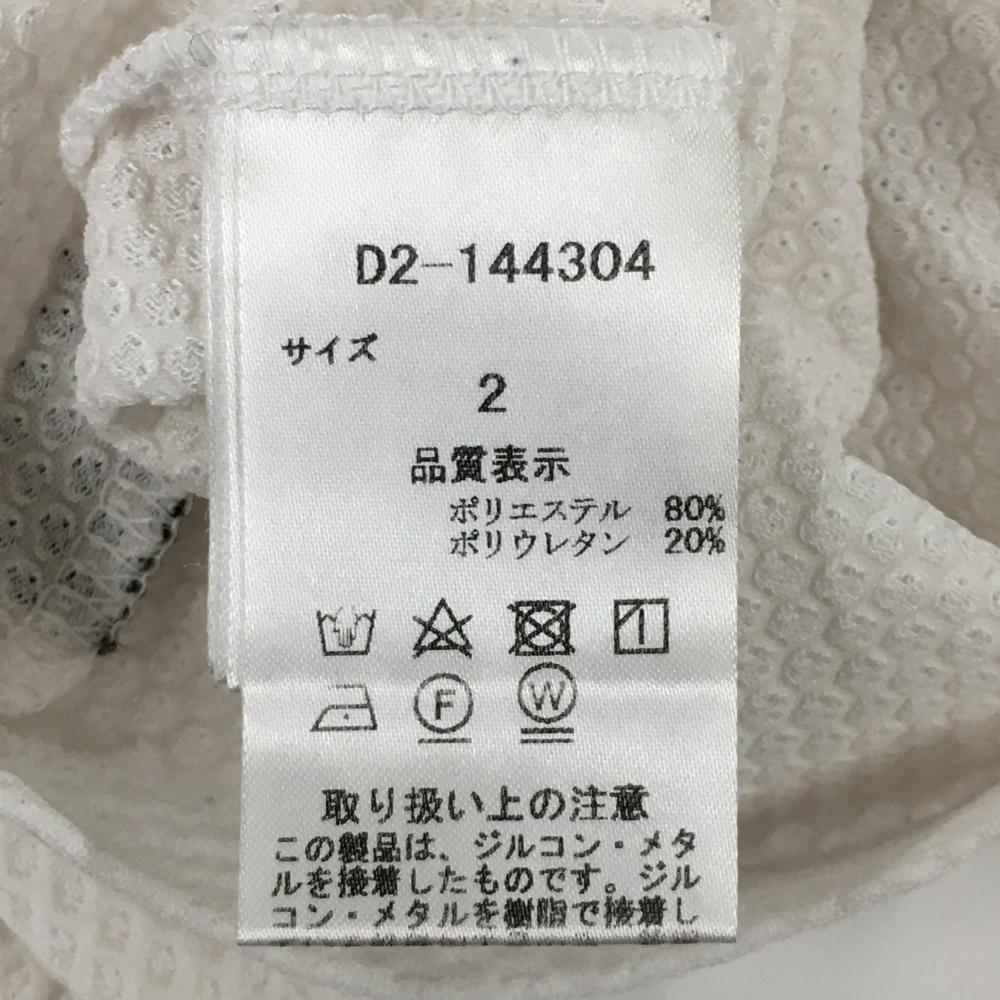 D2-144304
サイズ
2
品質表示
ポリエステル 80%
ポリウレタン 20%
F W
取り扱い上の注意
この製品は、ジルコン・メタ
ルを接着したものです。ジル
コン・メタルを樹脂で接着し